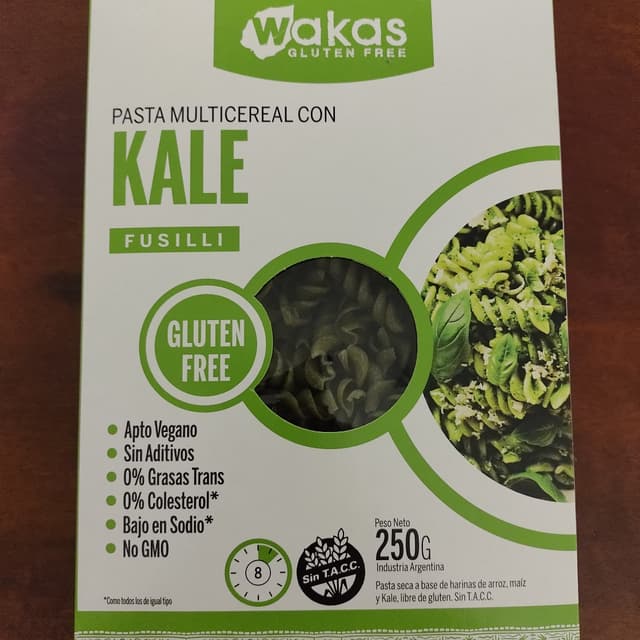 Wakas
GLUTEN FREE
PASTA MULTICEREAL CON
KALE
FUSILLI
GLUTEN
FREE
Apto Vegano
Sin Aditivos
0% Grasas Trans
0% Colesterol*
Bajo en Sodio*
No GMO
*Como todos los de igual tipo
8
Sin T.A.C.C.
Peso Neto
250G
Industria Argentina
Pasta seca a base de harinas de arroz, maíz
y Kale, libre de gluten. Sin T.A.C.C.